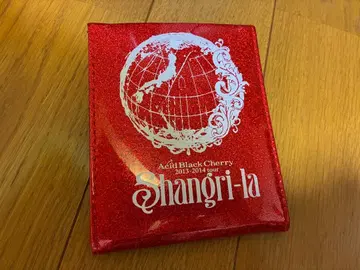 Acid Black Cherry
2013-2014 tour
Shangri-la